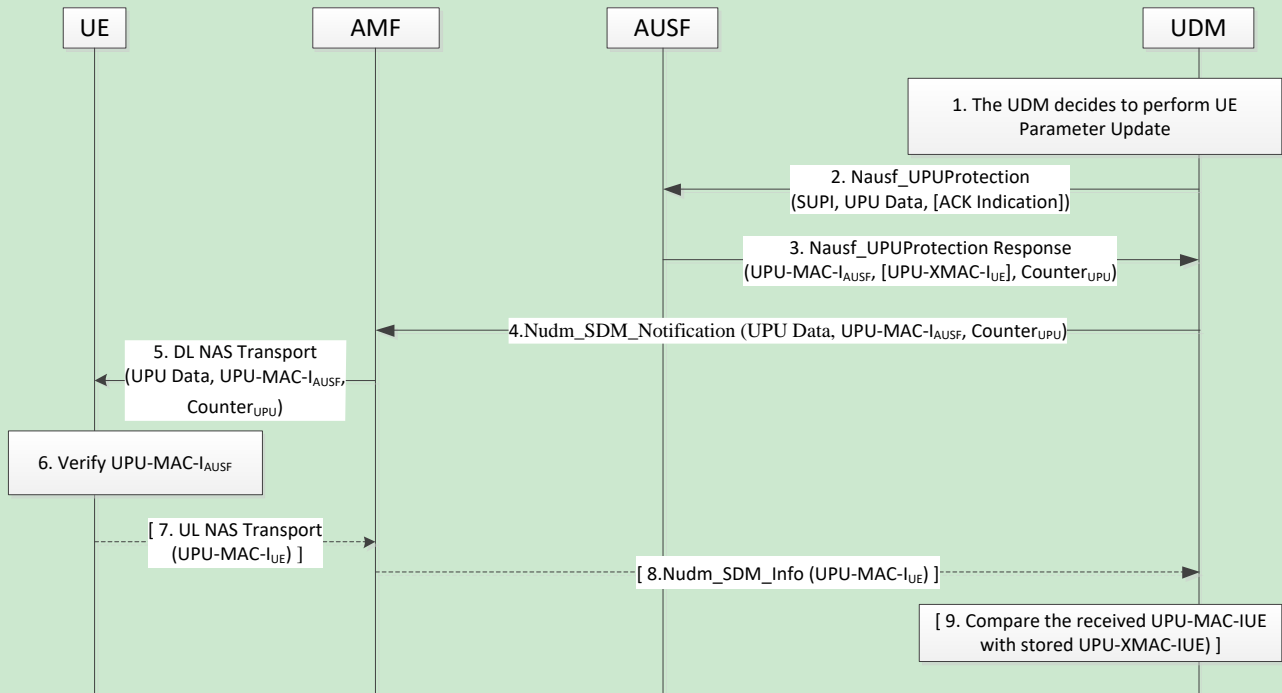 UE
AMF
AUSF
UDM
1. The UDM decides to perform UE
Parameter Update
2. Nausf_UPUProtection
(SUPI, UPU Data, [ACK Indication])
3. Nausf_UPUProtection Response
(UPU-MAC-IAUSF, [UPU-XMAC-IUE], CounterUPU)
4.Nudm_SDM_Notification (UPU Data, UPU-MAC-IAUSF, CounterUPU)
5. DL NAS Transport
(UPU Data, UPU-MAC-IAUSF,
CounterUPU)
6. Verify UPU-MAC-IAUSF
[ 7. UL NAS Transport
(UPU-MAC-IUE) ]
[ 8.Nudm_SDM_Info (UPU-MAC-IUE) ]
[ 9. Compare the received UPU-MAC-IUE
with stored UPU-XMAC-IUE) ]